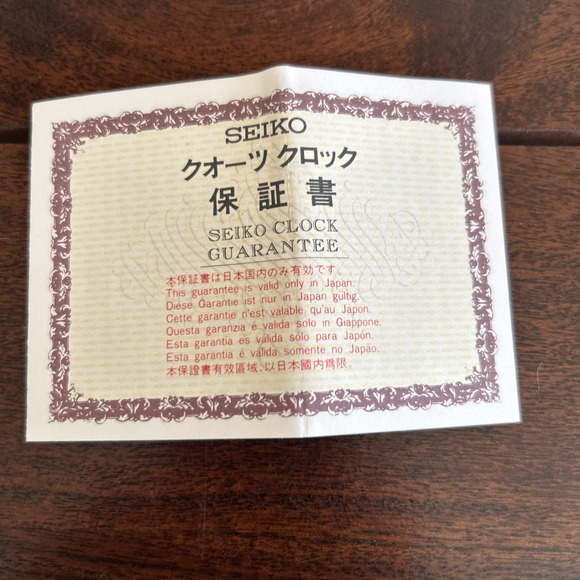 SEIKO
クオーツ クロック
保証書
SEIKO CLOCK
GUARANTEE
本保証書は日本国内のみ有効です。
This guarantee is valid only in Japan.
Diese Garantie ist nur in Japan gültig.
Cette garantie n'est valable qu'au Japon.
Questa garanzia é valida solo in Giappone.
Esta garantia es válida sólo para Japón.
Esta garantia é válida somente no Japão.
本保證書有效區域、以日本國内爲限。